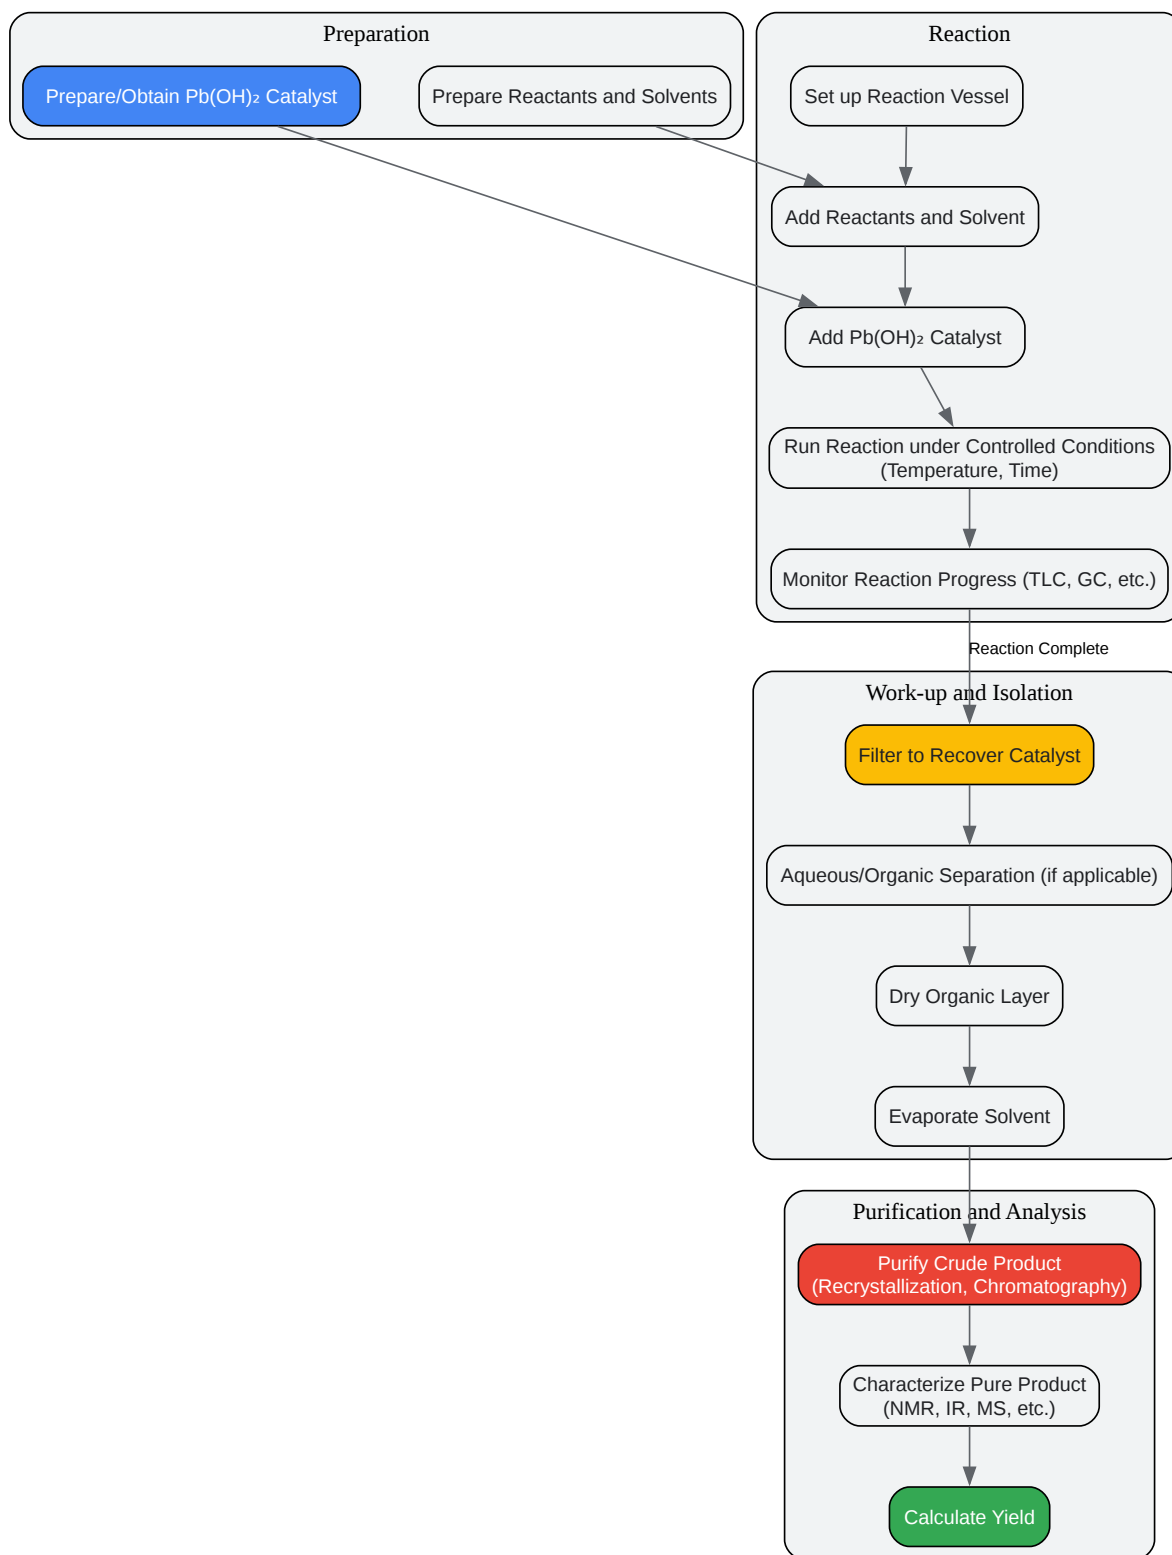 Preparation
Prepare/Obtain Pb(OH)₂ Catalyst
Prepare Reactants and Solvents
Reaction
Set up Reaction Vessel
Add Reactants and Solvent
Add Pb(OH)₂ Catalyst
Run Reaction under Controlled Conditions
(Temperature, Time)
Monitor Reaction Progress (TLC, GC, etc.)
Reaction Complete
Work-up and Isolation
Filter to Recover Catalyst
Aqueous/Organic Separation (if applicable)
Dry Organic Layer
Evaporate Solvent
Purification and Analysis
Purify Crude Product
(Recrystallization, Chromatography)
Characterize Pure Product
(NMR, IR, MS, etc.)
Calculate Yield